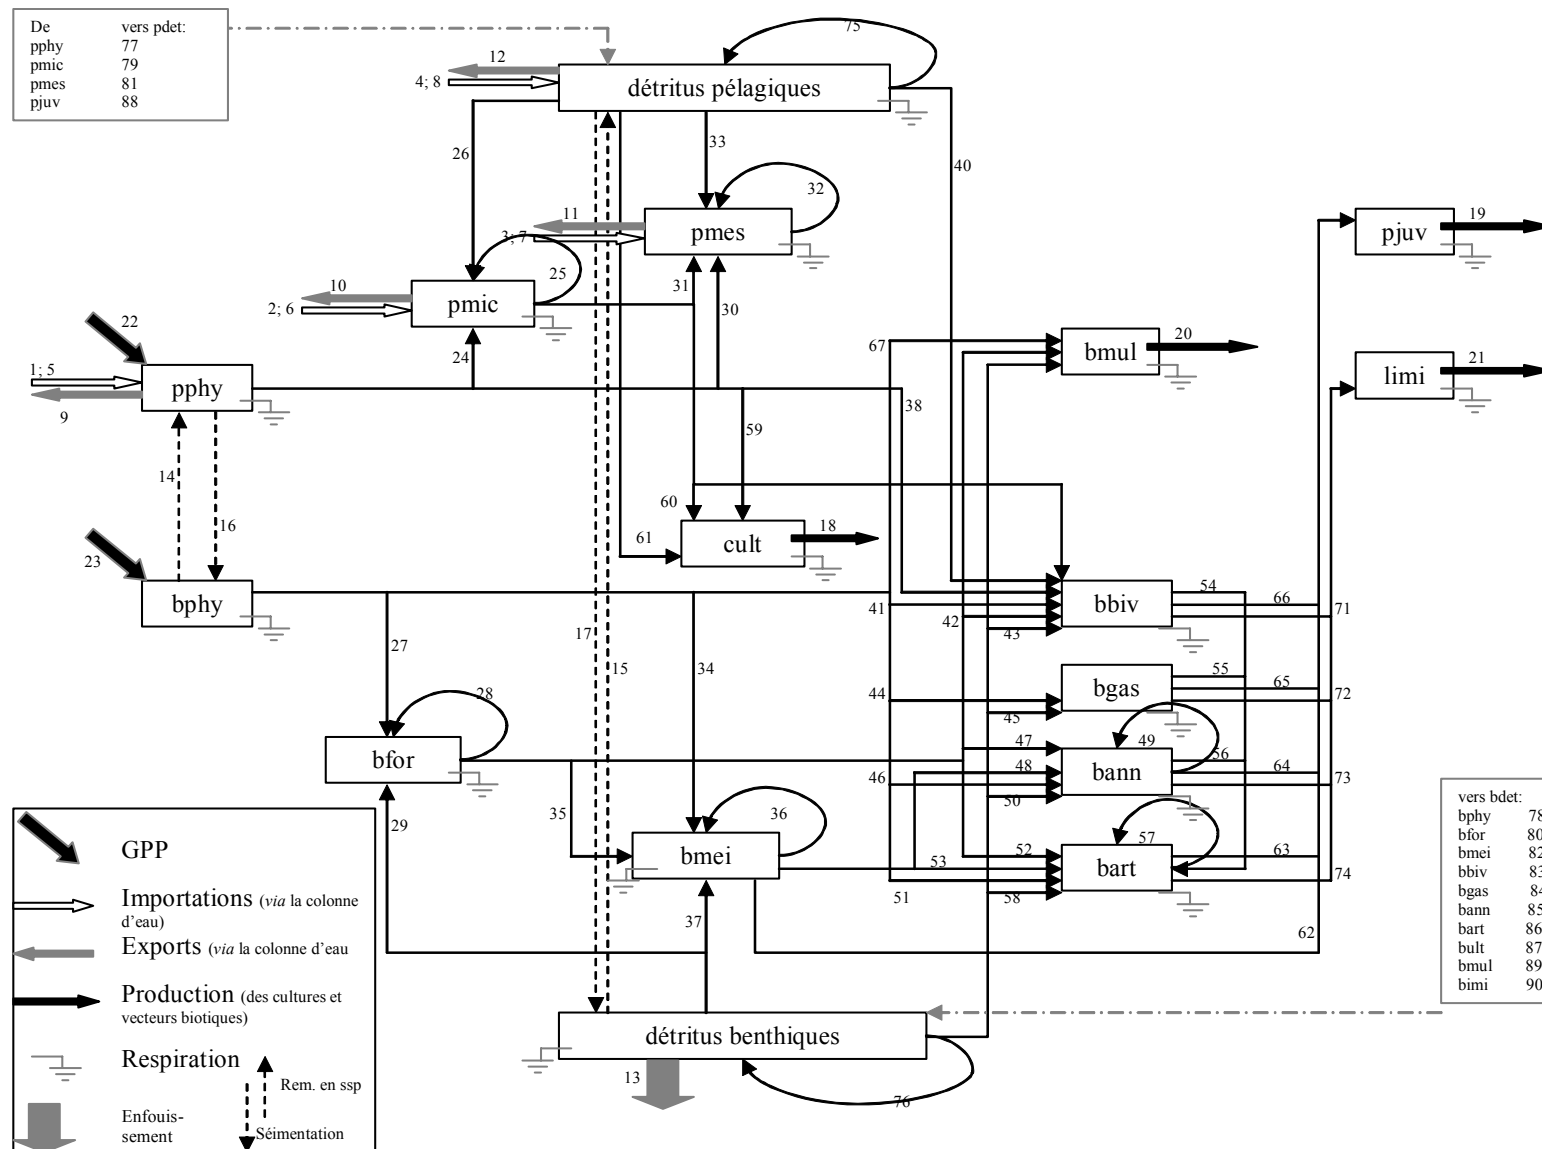 De vers pdet:
pphy 77
pmic 79
pmes 81
pjuv 88
75
12
4; 8
détritus pélagiques
26
33
40
32
11
3; 7
pmes
19
pjuv
25
10
2; 6
pmic
31
30
22
24
67
20
bmul
21
limi
1; 5
pphy
9
38
59
14
16
60
18
61
cult
23
bphy
54
bbiv
66
71
41
42
43
17
15
27
34
55
bgas
65
72
44
45
28
bfor
47
49
56
48
bann
64
73
46
50
35
36
29
bmei
57
52
bart
63
53
74
51
58
37
62
vers bdet:
bphy 78
bfor 80
bmei 82
bbiv 83
bgas 84
bann 85
bart 86
bult 87
bmul 89
bimi 90
détritus benthiques
13
76
GPP
Importations (via la colonne
d'eau)
Exports (via la colonne d'eau
Production (des cultures et
vecteurs biotiques)
Respiration
Rem. en ssp
Enfouis-
sement
Séimentation